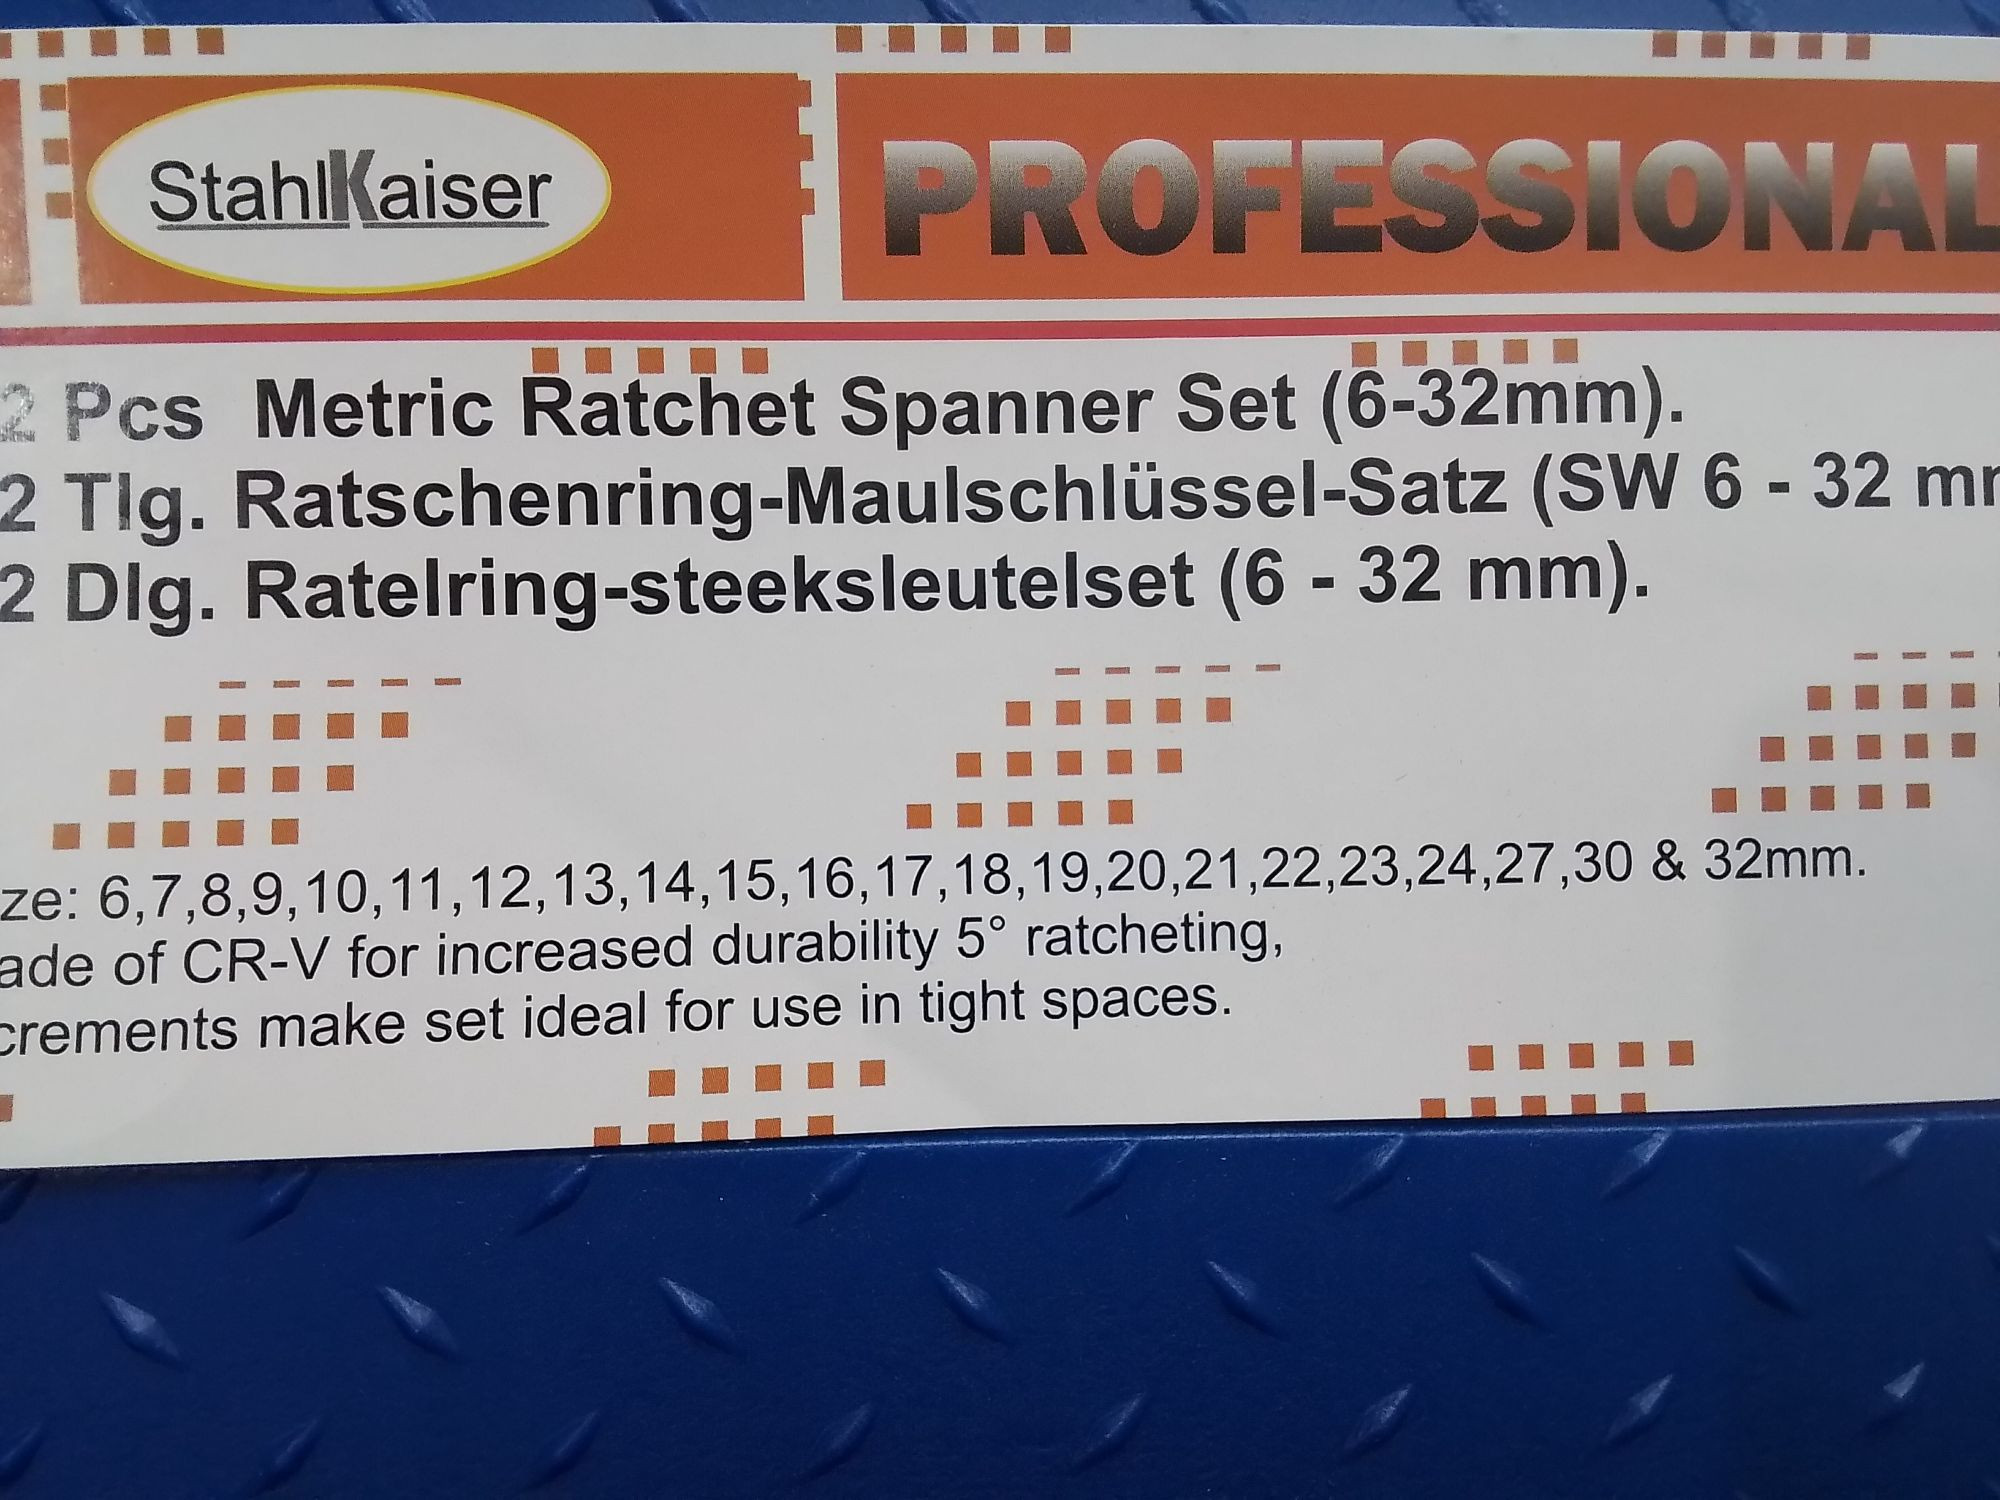 StahlKaiser
PROFESSIONAL
2 Pcs Metric Ratchet Spanner Set (6-32mm).
2 Tlg. Ratschenring-Maulschlüssel-Satz (SW 6 - 32 mm
2 Dlg. Ratelring-steeksleutelset (6 - 32 mm).
ze: 6,7,8,9,10,11,12,13,14,15,16,17,18,19,20,21,22,23,24,27,30 & 32mm.
ade of CR-V for increased durability 5° ratcheting,
crements make set ideal for use in tight spaces.